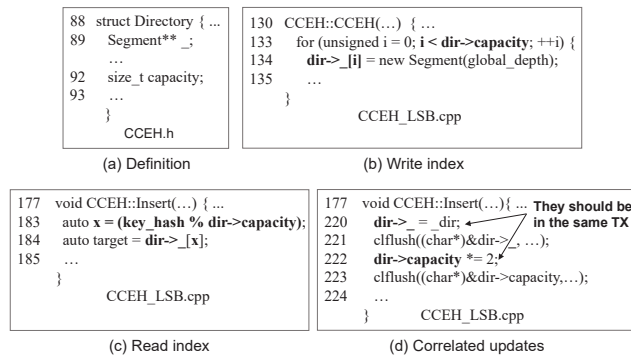 88 struct Directory { ...
89 Segment** _;
…
92 size_t capacity;
93 …
}
CCEH.h
(a) Definition
130 CCEH::CCEH(…) { …
133 for (unsigned i = 0; i < dir->capacity; ++i) {
134 dir->_[i] = new Segment(global_depth);
135 …
}
CCEH_LSB.cpp
(b) Write index
177 void CCEH::Insert(…) { ...
183 auto x = (key_hash % dir->capacity);
184 auto target = dir->_[x];
185 …
}
CCEH_LSB.cpp
(c) Read index
177 void CCEH::Insert(…){ ...
220 dir->_ = _dir;
221 clflush((char*)&dir->_, …);
222 dir->capacity *= 2;
223 clflush((char*)&dir->capacity,…);
224 …
}
CCEH_LSB.cpp
They should be
in the same TX
(d) Correlated updates